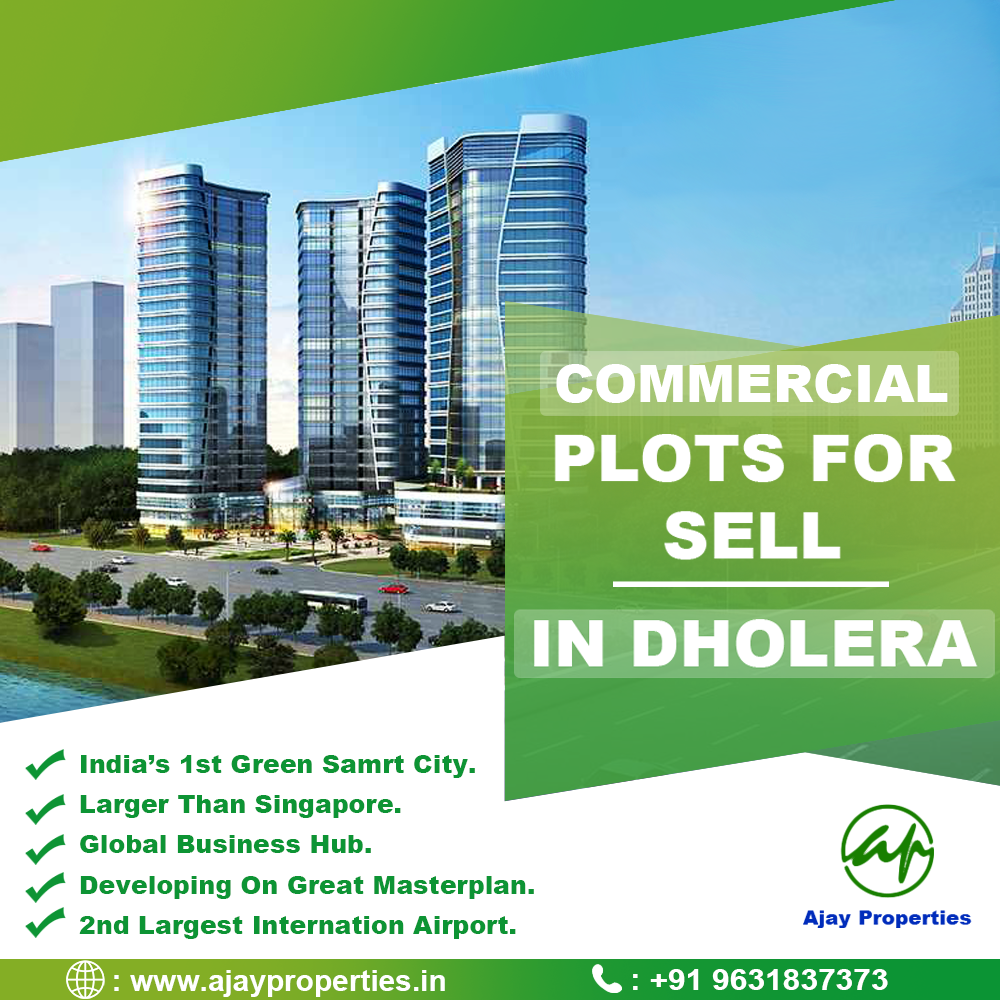 COMMERCIAL
PLOTS FOR
SELL
IN DHOLERA
India's 1st Green Samrt City.
Larger Than Singapore.
Global Business Hub.
Developing On Great Masterplan.
2nd Largest Internation Airport.
ap
Ajay Properties
: www.ajayproperties.in
: +91 9631837373